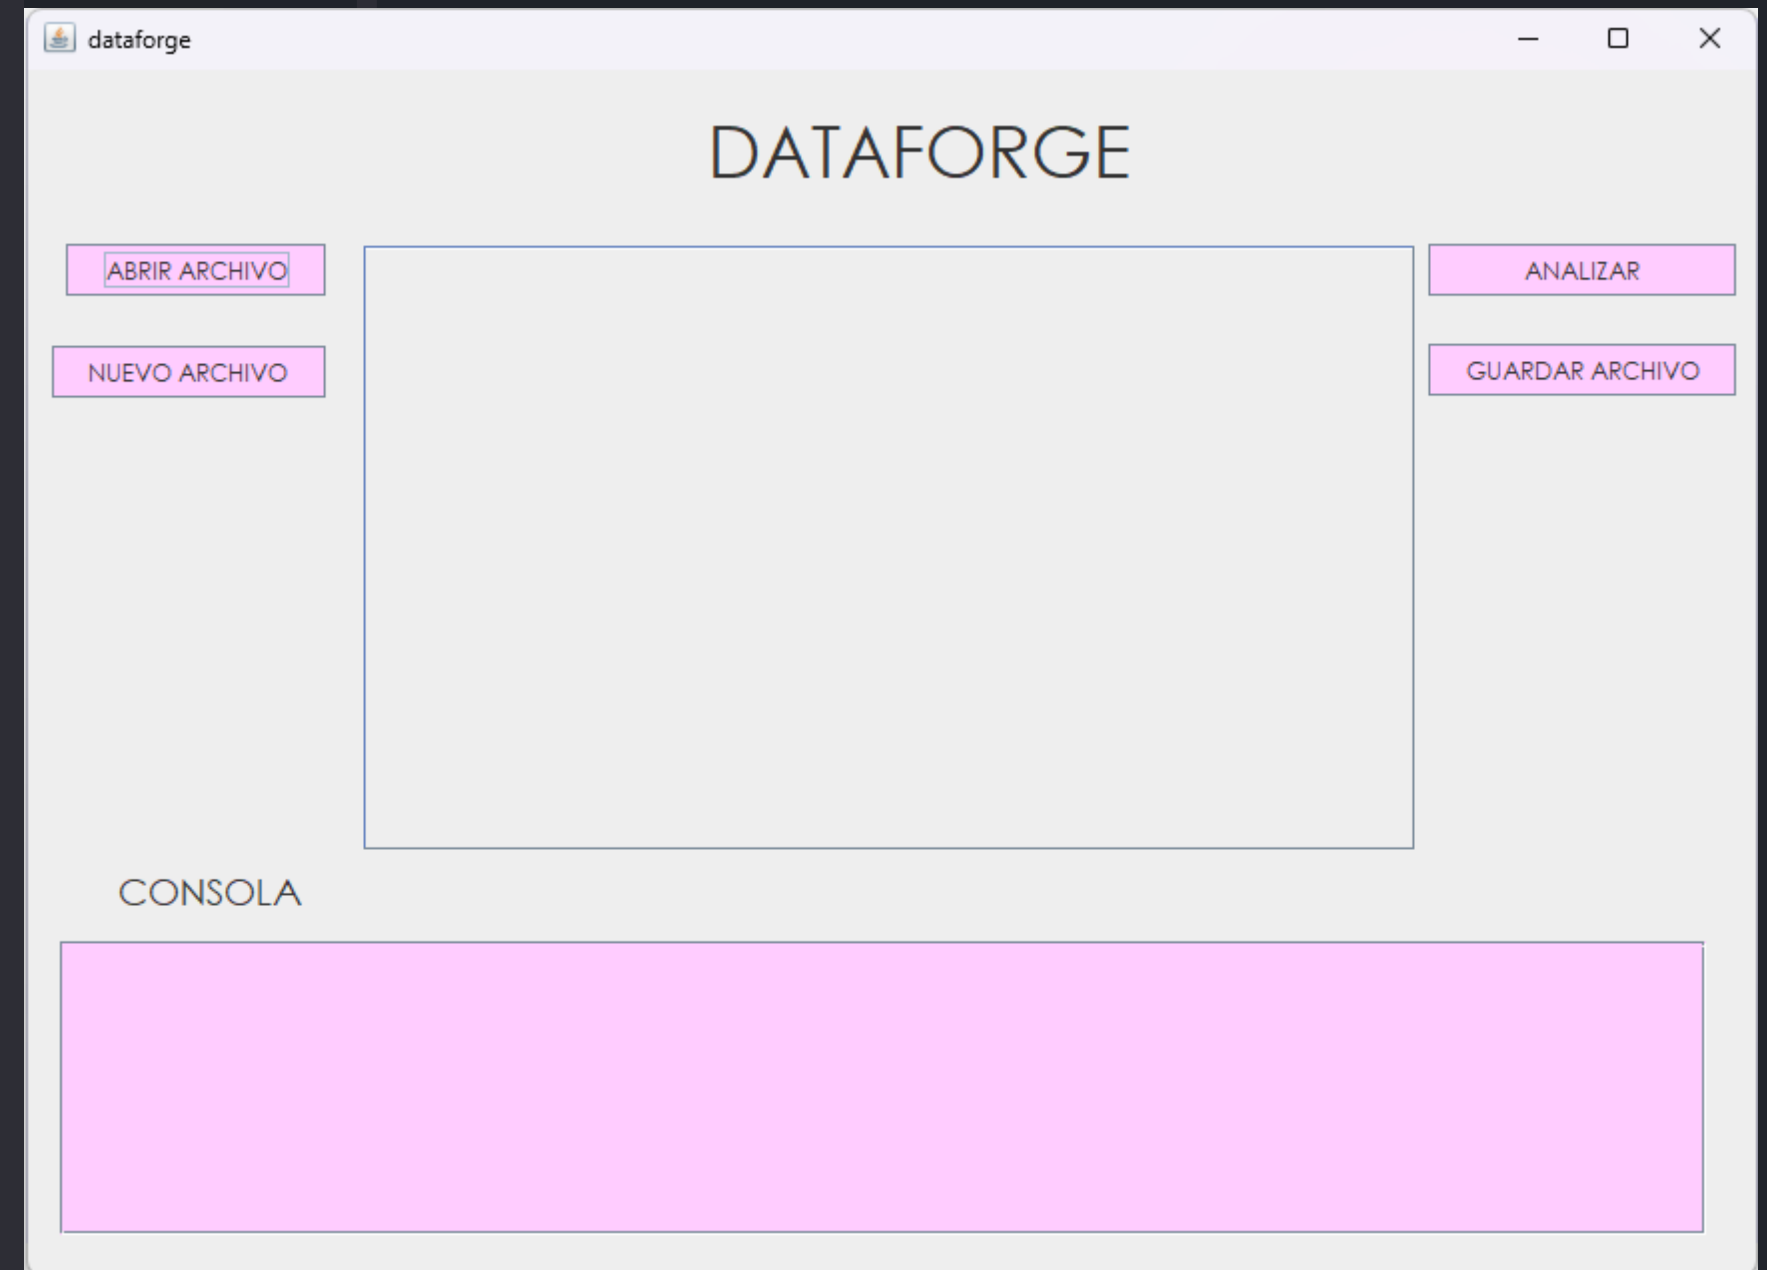 dataforge
DATAFORGE
ABRIR ARCHIVO
ANALIZAR
NUEVO ARCHIVO
GUARDAR ARCHIVO
CONSOLA